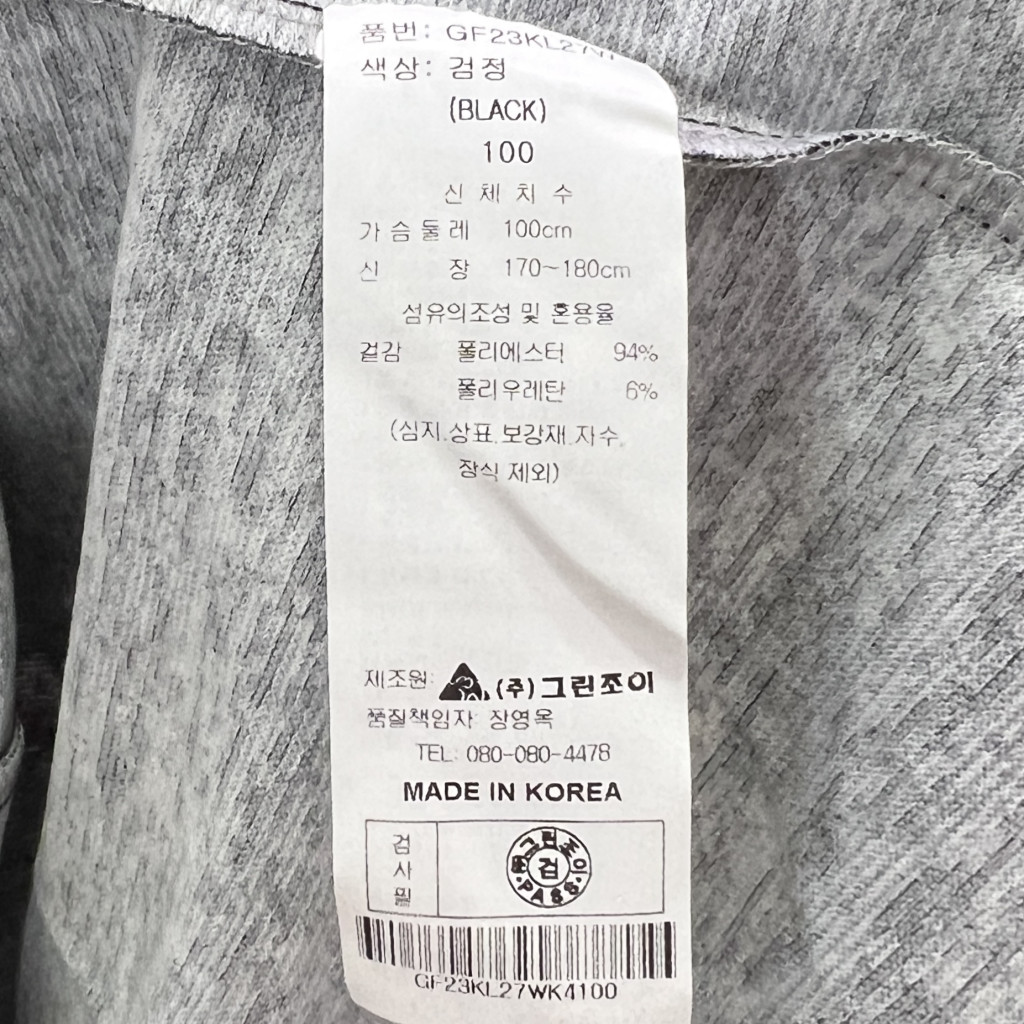 품번: GF23KL27
색상: 검정
(BLACK)
100
신 체 치 수
가슴둘레 100cm
신 장 170~180cm
섬유의조성 및 혼용율
겉감 폴리에스터 94%
폴리우레탄 6%
(심지.상표.보강재.자수.
장식 제외)
제조원: (주)그린조이
품질책임자: 장영옥
TEL: 080-080-4478
MADE IN KOREA
검사필
그린조이
검
PASS
GF23KL27WK4100